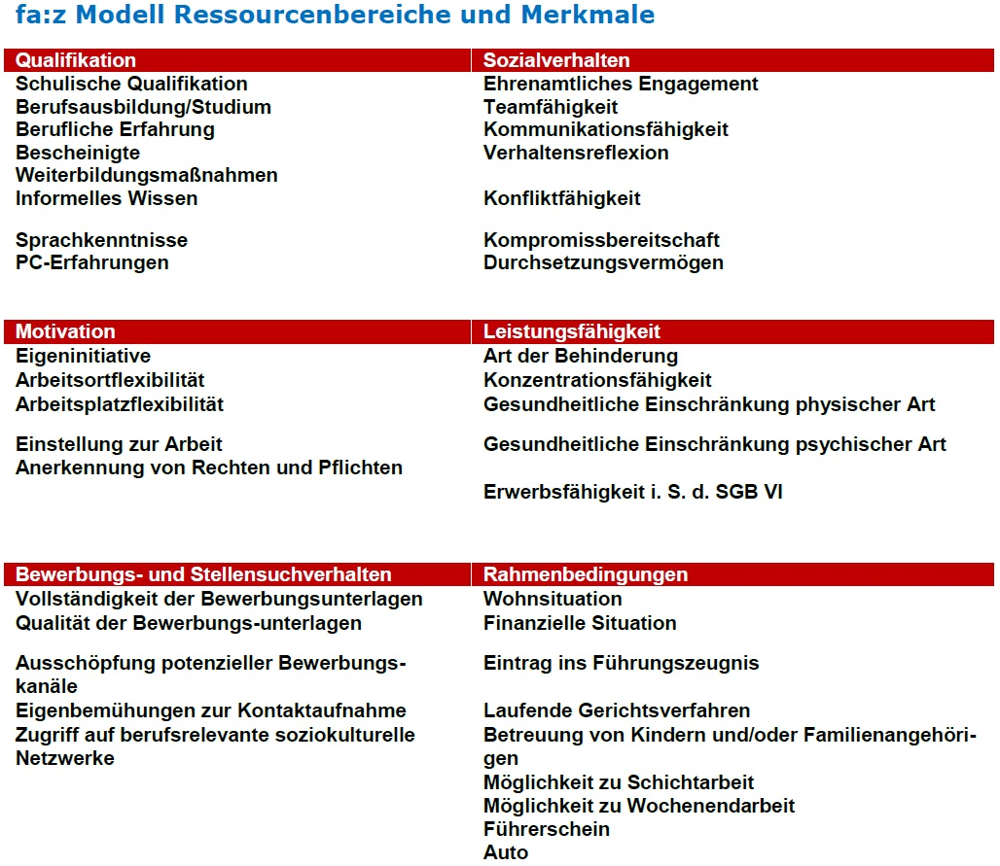 fa:z Modell Ressourcenbereiche und Merkmale
Qualifikation
Schulische Qualifikation
Berufsausbildung/Studium
Berufliche Erfahrung
Bescheinigte
Weiterbildungsmaßnahmen
Informelles Wissen
Sprachkenntnisse
PC-Erfahrungen
Sozialverhalten
Ehrenamtliches Engagement
Teamfähigkeit
Kommunikationsfähigkeit
Verhaltensreflexion
Konfliktfähigkeit
Kompromissbereitschaft
Durchsetzungsvermögen
Motivation
Eigeninitiative
Arbeitsortflexibilität
Arbeitsplatzflexibilität
Einstellung zur Arbeit
Anerkennung von Rechten und Pflichten
Leistungsfähigkeit
Art der Behinderung
Konzentrationsfähigkeit
Gesundheitliche Einschränkung physischer Art
Gesundheitliche Einschränkung psychischer Art
Erwerbsfähigkeit i. S. d. SGB VI
Bewerbungs- und Stellensuchverhalten
Vollständigkeit der Bewerbungsunterlagen
Qualität der Bewerbungs-unterlagen
Ausschöpfung potenzieller Bewerbungs-
kanäle
Eigenbemühungen zur Kontaktaufnahme
Zugriff auf berufsrelevante soziokulturelle
Netzwerke
Rahmenbedingungen
Wohnsituation
Finanzielle Situation
Eintrag ins Führungszeugnis
Laufende Gerichtsverfahren
Betreuung von Kindern und/oder Familienangehöri-
gen
Möglichkeit zu Schichtarbeit
Möglichkeit zu Wochenendarbeit
Führerschein
Auto